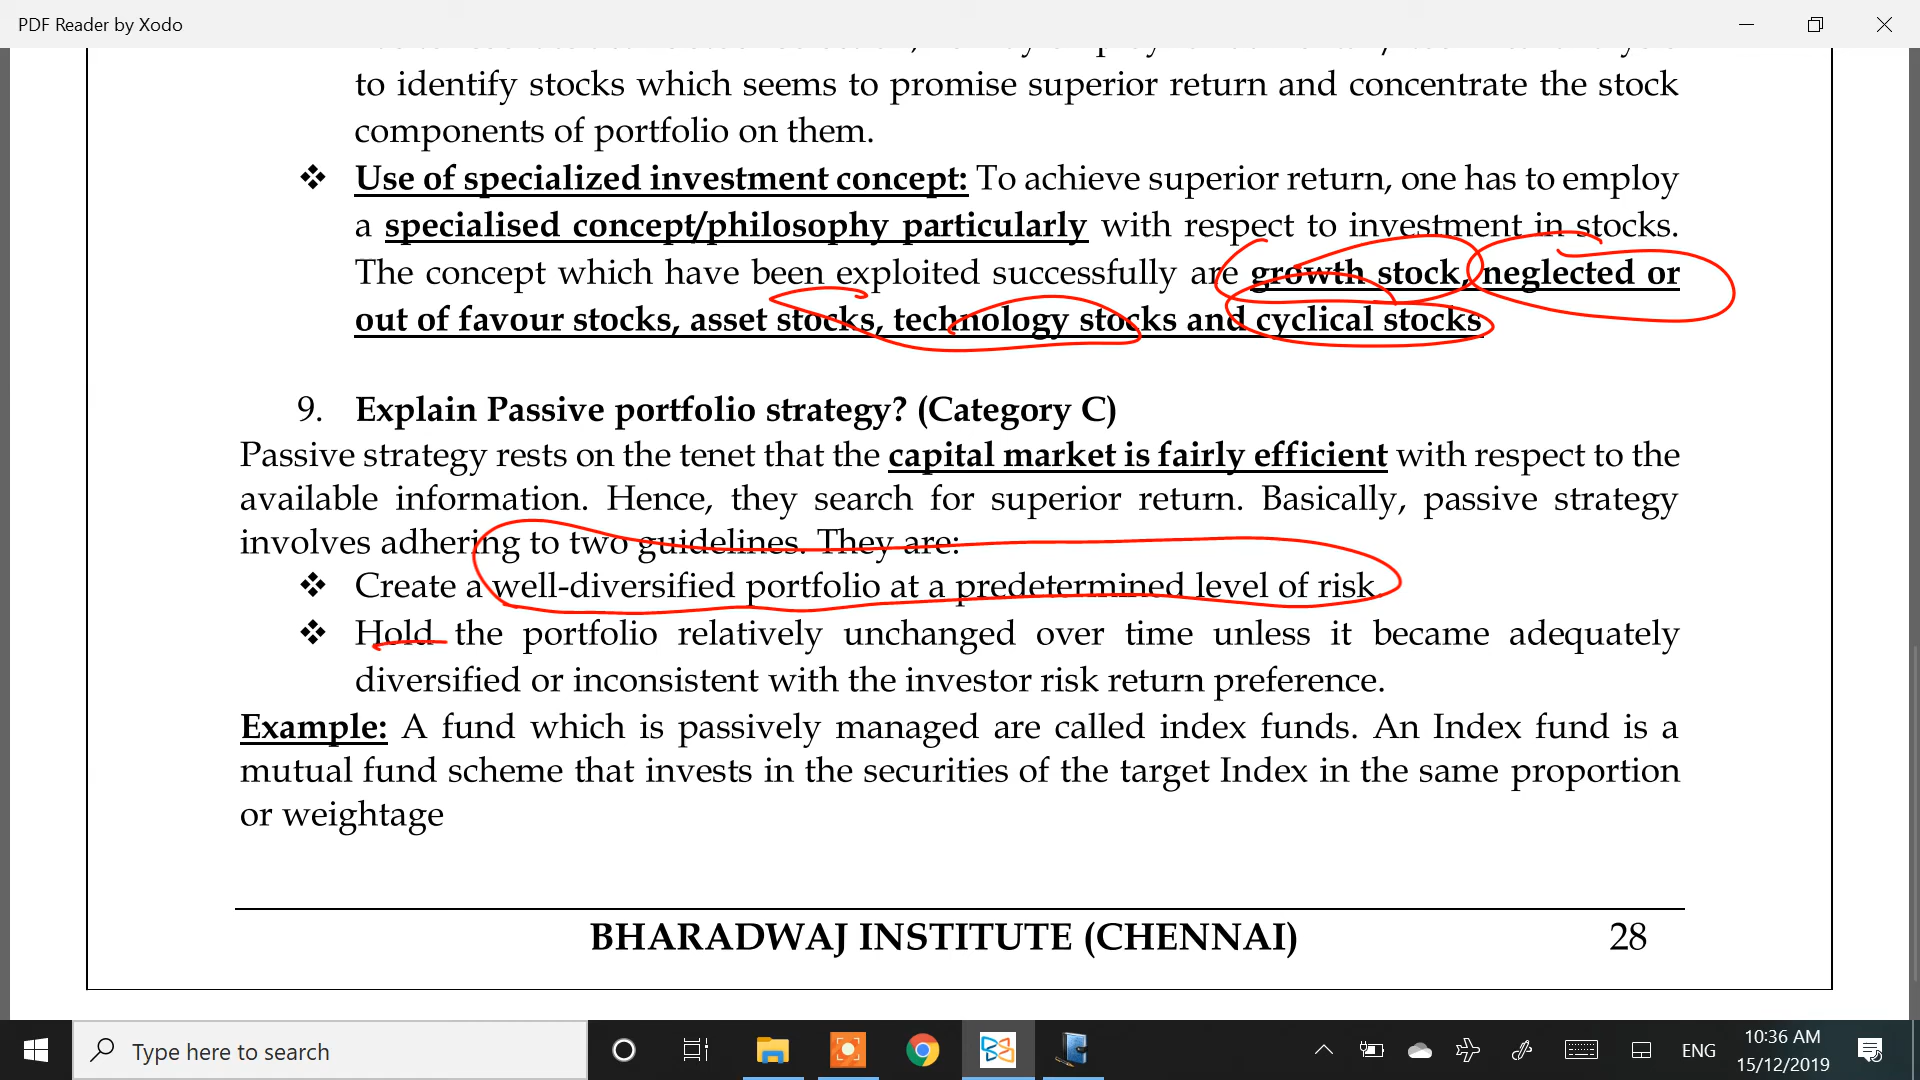 PDF Reader by Xodo
to identify stocks which seems to promise superior return and concentrate the stock
components of portfolio on them.
❖ Use of specialized investment concept: To achieve superior return, one has to employ
a specialised concept/philosophy particularly with respect to investment in stocks.
The concept which have been exploited successfully are growth stock, neglected or
out of favour stocks, asset stocks, technology stocks and cyclical stocks
9. Explain Passive portfolio strategy? (Category C)
Passive strategy rests on the tenet that the capital market is fairly efficient with respect to the
available information. Hence, they search for superior return. Basically, passive strategy
involves adhering to two guidelines. They are:
❖ Create a well-diversified portfolio at a predetermined level of risk.
❖ Hold the portfolio relatively unchanged over time unless it became adequately
diversified or inconsistent with the investor risk return preference.
Example: A fund which is passively managed are called index funds. An Index fund is a
mutual fund scheme that invests in the securities of the target Index in the same proportion
or weightage
BHARADWAJ INSTITUTE (CHENNAI) 28
Type here to search
ENG
10:36 AM
15/12/2019